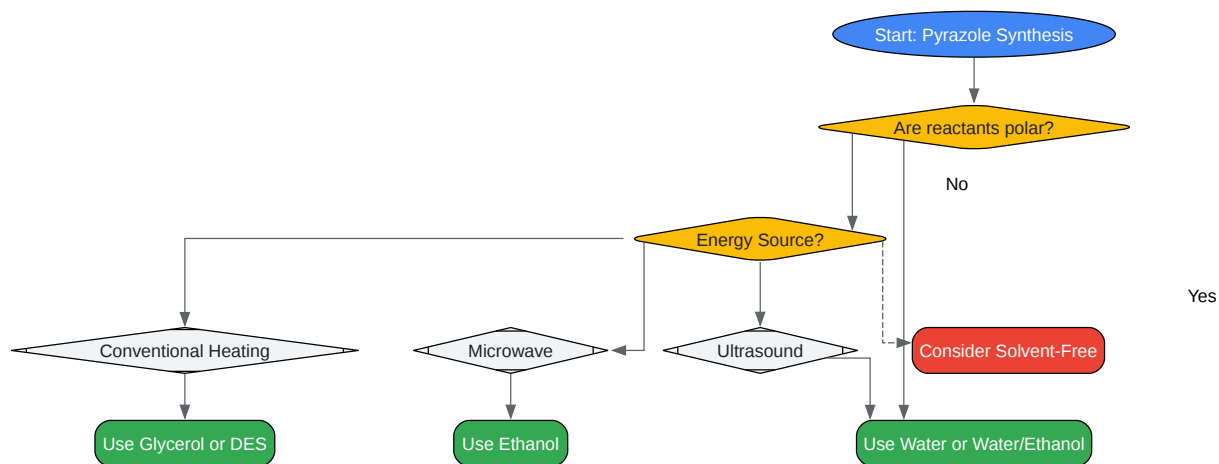 Start: Pyrazole Synthesis
Are reactants polar?
No
Energy Source?
Yes
Conventional Heating
Microwave
Ultrasound
Consider Solvent-Free
Use Glycerol or DES
Use Ethanol
Use Water or Water/Ethanol